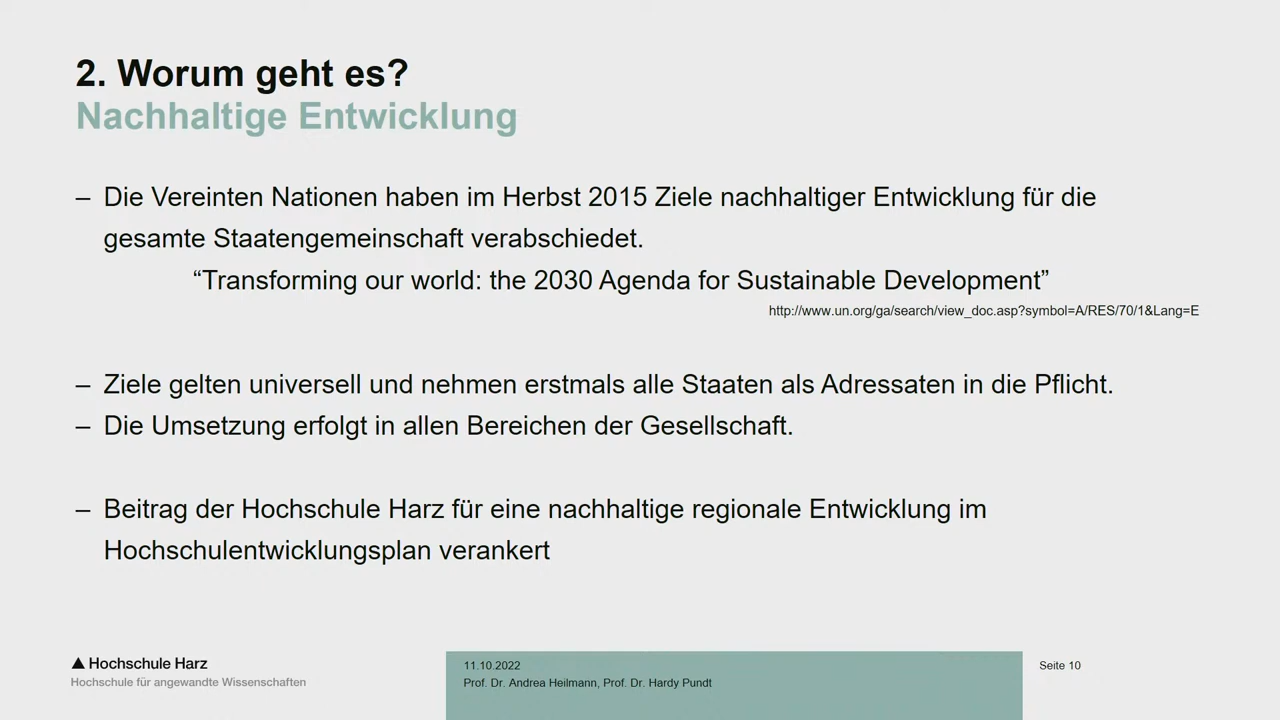 2. Worum geht es?
Nachhaltige Entwicklung
– Die Vereinten Nationen haben im Herbst 2015 Ziele nachhaltiger Entwicklung für die
gesamte Staatengemeinschaft verabschiedet.
“Transforming our world: the 2030 Agenda for Sustainable Development”
http://www.un.org/ga/search/view_doc.asp?symbol=A/RES/70/1&Lang=E
– Ziele gelten universell und nehmen erstmals alle Staaten als Adressaten in die Pflicht.
– Die Umsetzung erfolgt in allen Bereichen der Gesellschaft.
– Beitrag der Hochschule Harz für eine nachhaltige regionale Entwicklung im
Hochschulentwicklungsplan verankert
Hochschule Harz
Hochschule für angewandte Wissenschaften
11.10.2022
Prof. Dr. Andrea Heilmann, Prof. Dr. Hardy Pundt
Seite 10